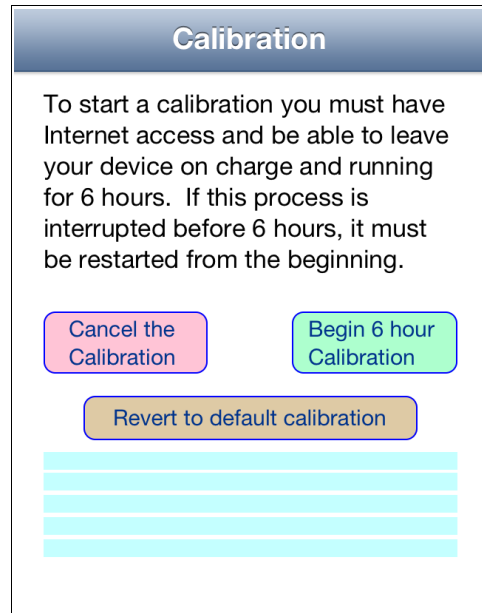 Calibration
To start a calibration you must have
Internet access and be able to leave
your device on charge and running
for 6 hours.  If this process is
interrupted before 6 hours, it must
be restarted from the beginning.
Cancel the
Calibration
Begin 6 hour
Calibration
Revert to default calibration